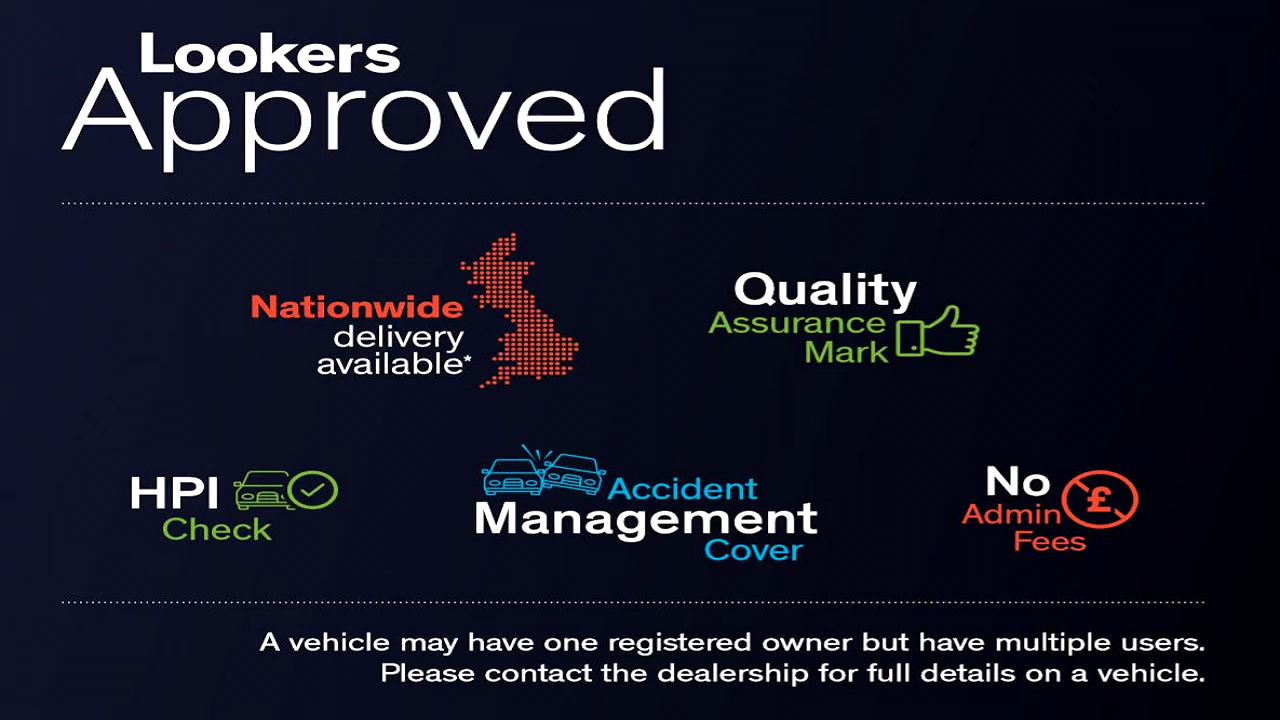 Lookers
Approved
Nationwide
delivery
available*
Quality
Assurance
Mark
HPI
Check
Accident
Management
Cover
No
Admin
£
Fees
A vehicle may have one registered owner but have multiple users.
Please contact the dealership for full details on a vehicle.